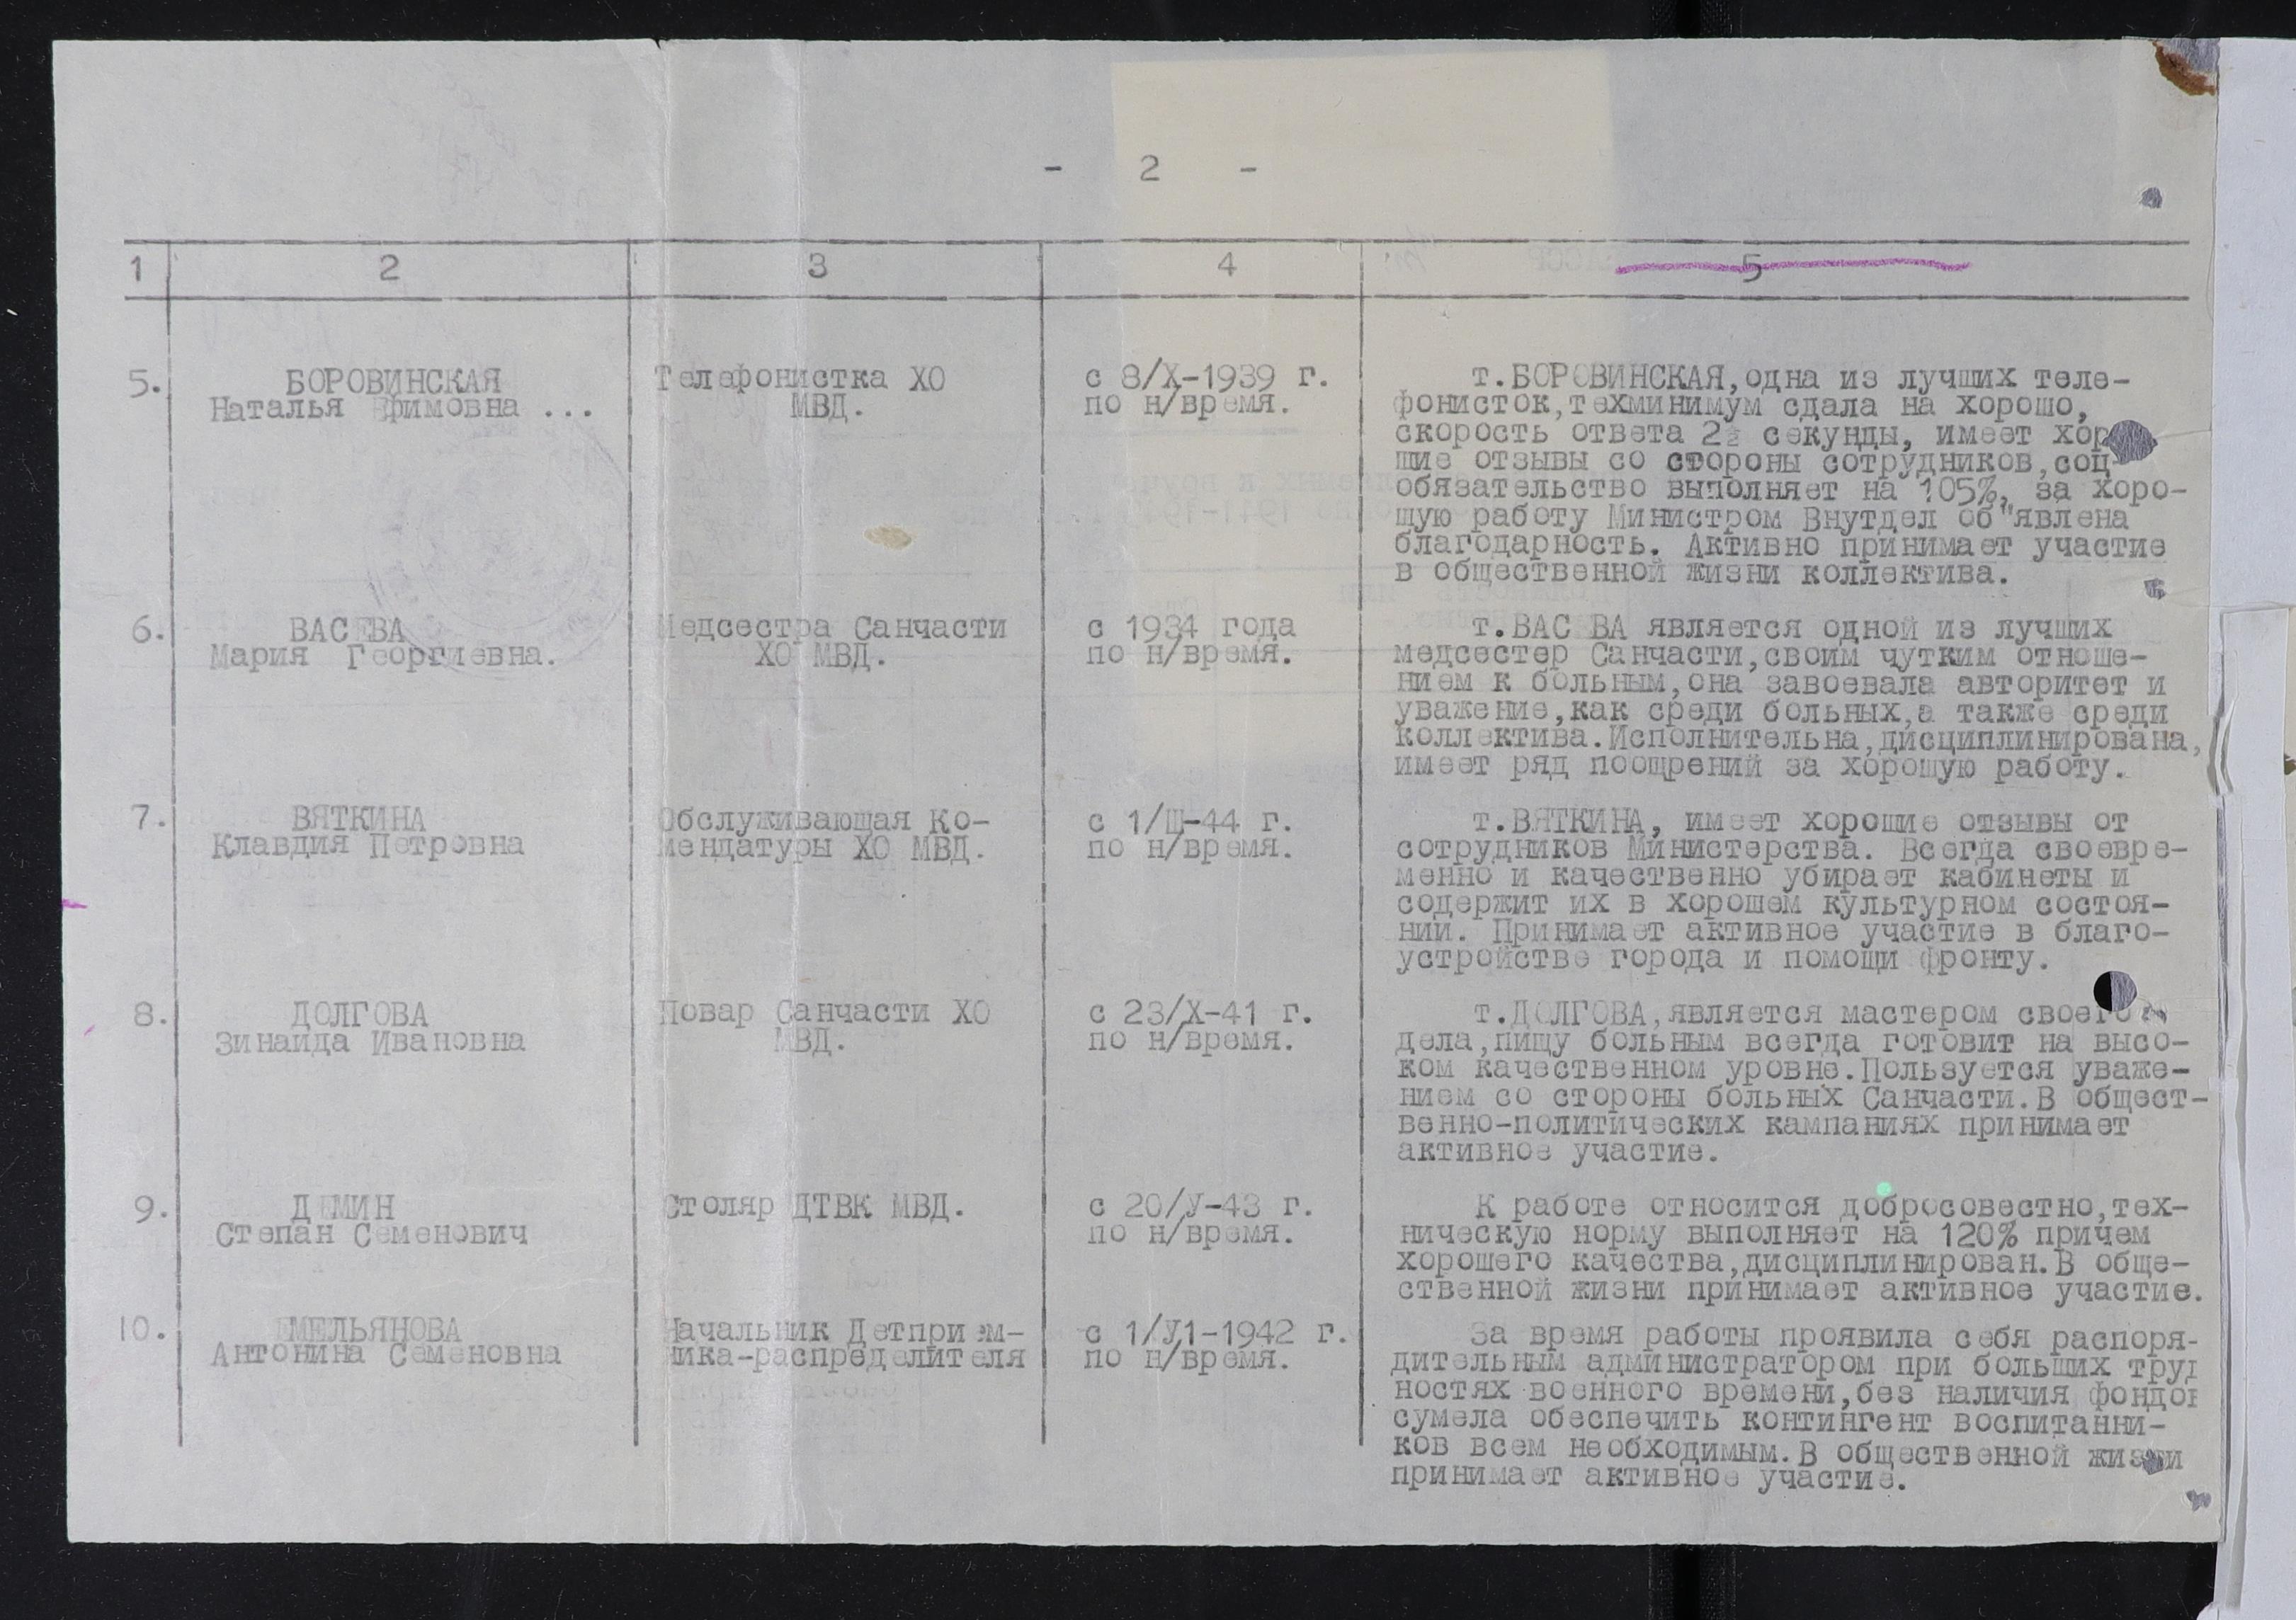 - 2 -
1 2 3 4 5
5. БОРОВИНСКАЯ
Наталья Ефимовна ...
Телефонистка ХО
МВД.
с 8/X-1939 г.
по н/время.
т.БОРОВИНСКАЯ,одна из лучших теле-
фонисток,техминимум сдала на хорошо,
скорость ответа 2½ секунды, имеет хор
шие отзывы со стороны сотрудников,соц-
обязательство выполняет на 105%, за хоро-
шую работу Министром Внутдел об"явлена
благодарность. Активно принимает участие
в общественной жизни коллектива.
6. ВАСЕВА
Мария Георгиевна.
Медсестра Санчасти
ХО МВД.
с 1934 года
по н/время.
т.ВАС ВА является одной из лучших
медсестер Санчасти,своим чутким отноше-
нием к больным,она завоевала авторитет и
уважение,как среди больных,а также среди
коллектива.Исполнительна,дисциплинирована,
имеет ряд поощрений за хорошую работу.
7. ВЯТКИНА
Клавдия Петровна
Обслуживающая Ко-
мендатуры ХО МВД.
с 1/Ш-44 г.
по н/время.
т.ВЯТКИНА, имеет хорошие отзывы от
сотрудников Министерства. Всегда своевре-
менно и качественно убирает кабинеты и
содержит их в хорошем культурном состоя-
нии. Принимает активное участие в благо-
устройстве города и помощи фронту.
8. ДОЛГОВА
Зинаида Ивановна
Повар Санчасти ХО
МВД.
с 23/X-41 г.
по н/время.
т.ДОЛГОВА,является мастером своего
дела,пищу больным всегда готовит на высо-
ком качественном уровне.Пользуется уваже-
нием со стороны больных Санчасти.В общест-
венно-политических кампаниях принимает
активное участие.
9. ДЕМИН
Степан Семенович
Столяр ДТВК МВД.
с 20/У-43 г.
по н/время.
К работе относится добросовестно,тех-
ническую норму выполняет на 120% причем
хорошего качества,дисциплинирован.В обще-
ственной жизни принимает активное участие.
10. ЕМЕЛЬЯНОВА
Антонина Семеновна
Начальник Детприем-
ника-распределителя
с 1/У1-1942 г.
по н/время.
За время работы проявила себя распоря-
дительным администратором при больших труд
ностях военного времени,без наличия фондов
сумела обеспечить контингент воспитанни-
ков всем необходимым.В общественной жизни
принимает активное участие.